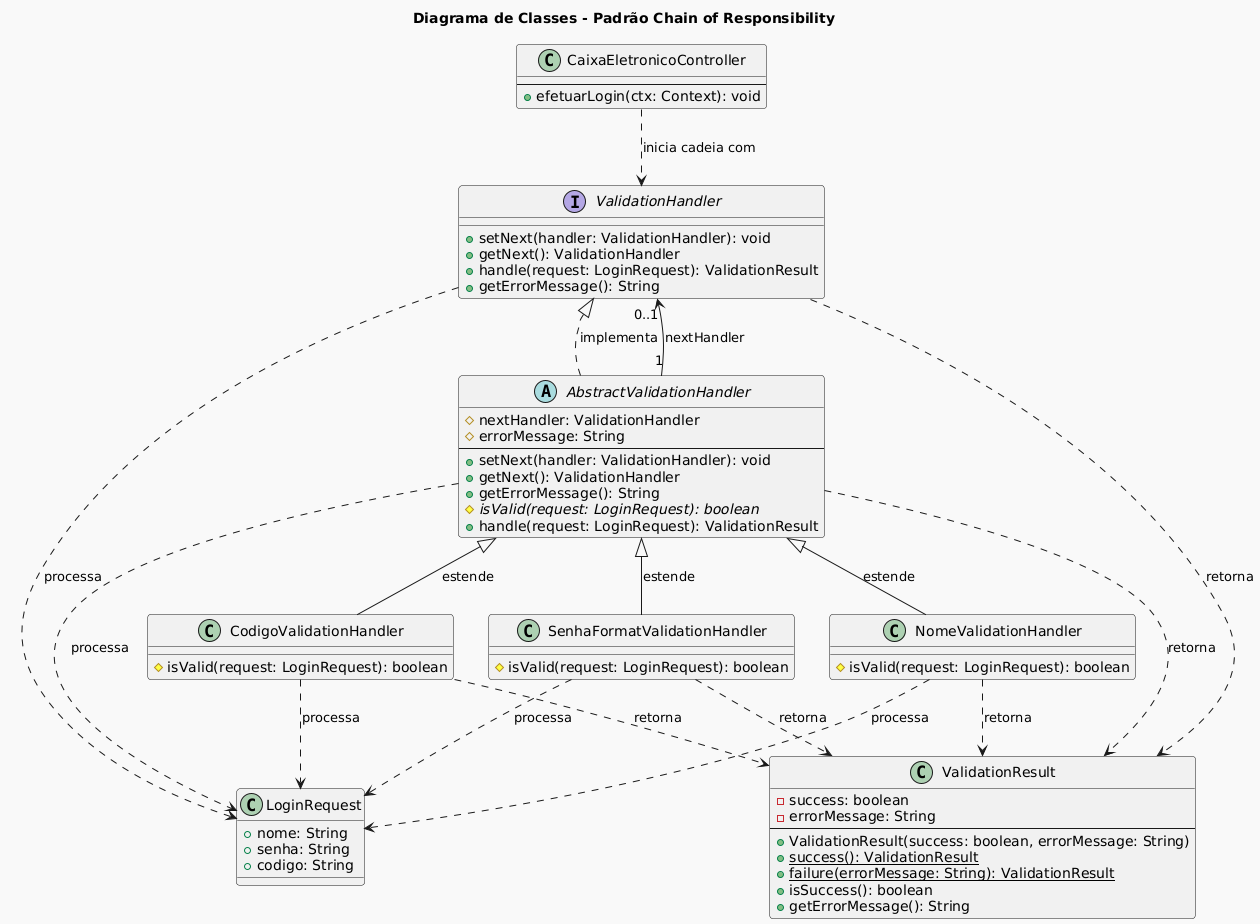 Diagrama de Classes - Padrão Chain of Responsibility
C CaixaEletronicoController
efetuarLogin(ctx: Context): void
inicia cadeia com
I ValidationHandler
setNext(handler: ValidationHandler): void
getNext(): ValidationHandler
handle(request: LoginRequest): ValidationResult
getErrorMessage(): String
0..1
implementa
nextHandler
1
A AbstractValidationHandler
nextHandler: ValidationHandler
errorMessage: String
setNext(handler: ValidationHandler): void
getNext(): ValidationHandler
getErrorMessage(): String
isValid(request: LoginRequest): boolean
handle(request: LoginRequest): ValidationResult
processa
estende
estende
estende
retorna
C CodigoValidationHandler
isValid(request: LoginRequest): boolean
C SenhaFormatValidationHandler
isValid(request: LoginRequest): boolean
C NomeValidationHandler
isValid(request: LoginRequest): boolean
processa
retorna
processa
processa
retorna
retorna
processa
retorna
C LoginRequest
nome: String
senha: String
codigo: String
C ValidationResult
success: boolean
errorMessage: String
ValidationResult(success: boolean, errorMessage: String)
success(): ValidationResult
failure(errorMessage: String): ValidationResult
isSuccess(): boolean
getErrorMessage(): String